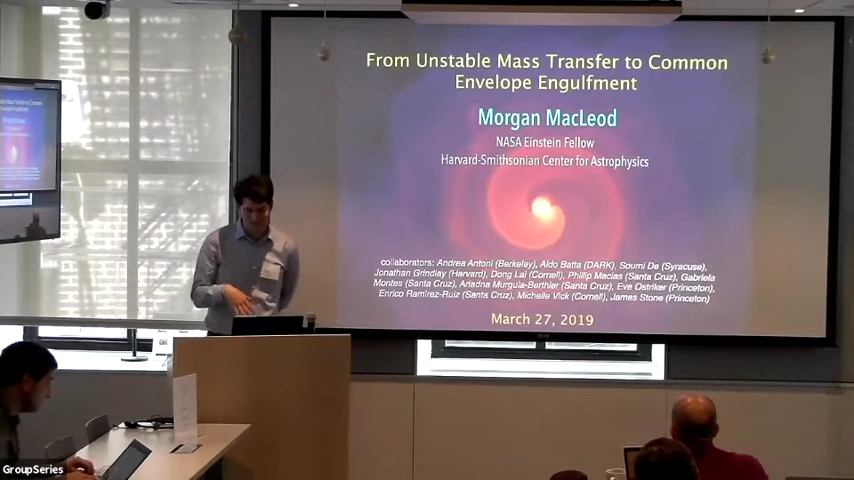 From Unstable Mass Transfer to Common
Envelope Engulfment
Morgan MacLeod
NASA Einstein Fellow
Harvard-Smithsonian Center for Astrophysics
collaborators: Andrea Antoni (Berkeley), Aldo Batta (DARK), Soumi De (Syracuse),
Jonathan Grindlay (Harvard), Dong Lai (Cornell), Phillip Macias (Santa Cruz), Gabriela
Montes (Santa Cruz), Ariadna Murguia-Berthier (Santa Cruz), Eve Ostriker (Princeton),
Enrico Ramirez-Ruiz (Santa Cruz), Michelle Vick (Cornell), James Stone (Princeton)
March 27, 2019
GroupSeries